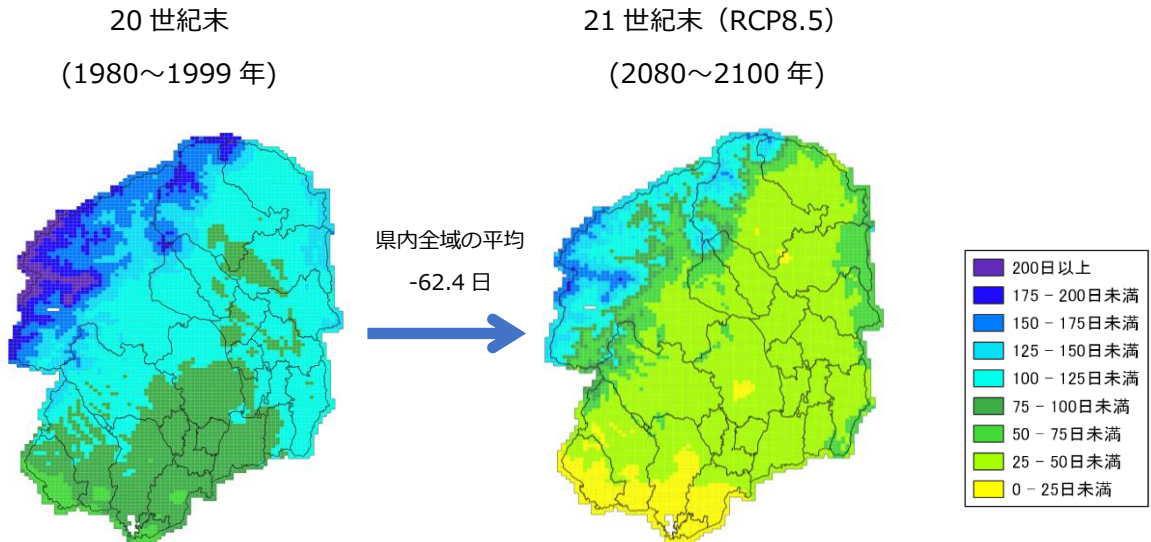 20 世紀末
(1980～1999 年)
21 世紀末（RCP8.5）
(2080～2100 年)
県内全域の平均
-62.4 日
200日以上
175 − 200日未満
150 − 175日未満
125 − 150日未満
100 − 125日未満
75 − 100日未満
50 − 75日未満
25 − 50日未満
0 − 25日未満